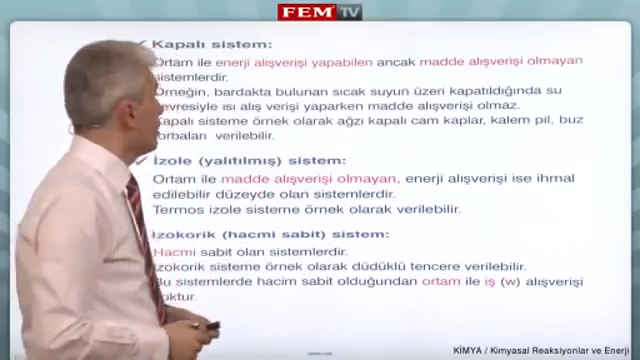 FEM TV
Kapalı sistem:
Ortam ile enerji alışverişi yapabilen ancak madde alışverişi olmayan
sistemlerdir.
Örneğin, bardakta bulunan sıcak suyun üzeri kapatıldığında su
çevresiyle ısı alış verişi yaparken madde alışverişi olmaz.
Kapalı sisteme örnek olarak ağzı kapalı cam kaplar, kalem pil, buz
torbaları verilebilir.
İzole (yalıtılmış) sistem:
Ortam ile madde alışverişi olmayan, enerji alışverişi ise ihmal
edilebilir düzeyde olan sistemlerdir.
Termos izole sisteme örnek olarak verilebilir.
İzokorik (hacmi sabit) sistem:
Hacmi sabit olan sistemlerdir.
İzokorik sisteme örnek olarak düdüklü tencere verilebilir.
Bu sistemlerde hacim sabit olduğundan ortam ile iş (w) alışverişi
yoktur.
KİMYA / Kimyasal Reaksiyonlar ve Enerji